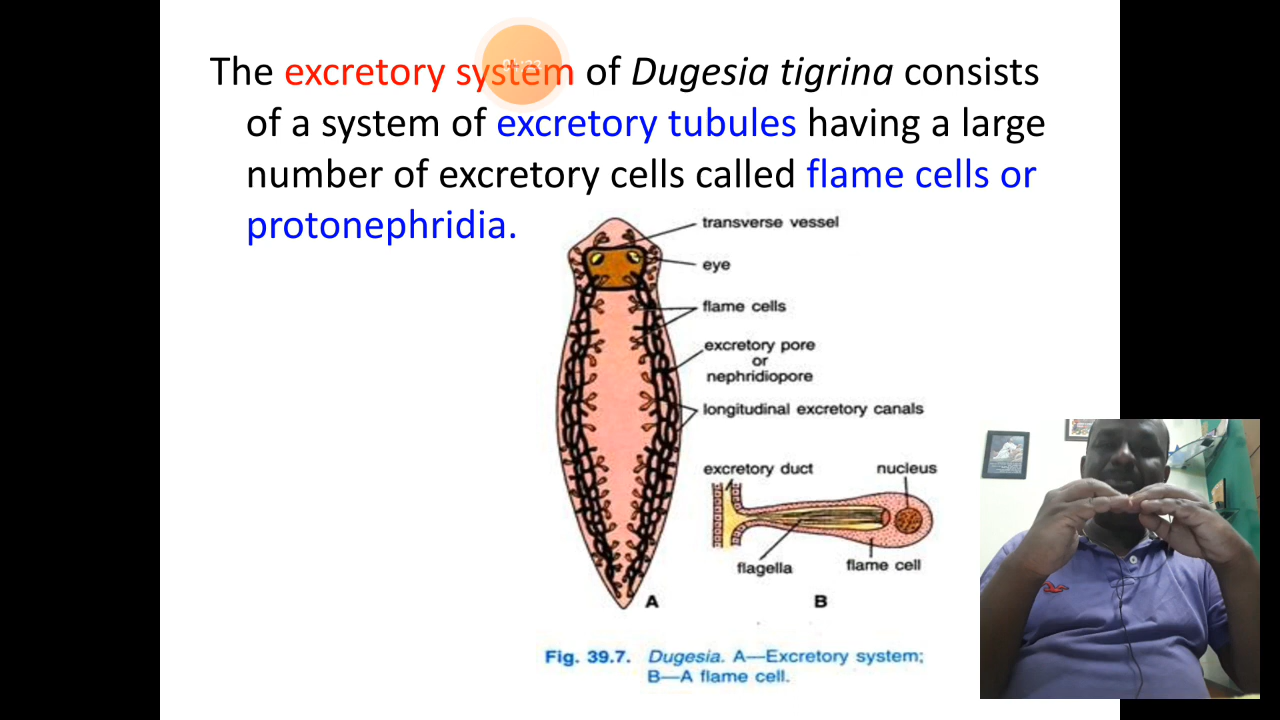 The excretory system of Dugesia tigrina consists
of a system of excretory tubules having a large
number of excretory cells called flame cells or
protonephridia.
transverse vessel
eye
flame cells
excretory pore
or
nephridiopore
longitudinal excretory canals
excretory duct
nucleus
flagella
flame cell
A
B
Fig. 39.7. Dugesia. A—Excretory system;
B—A flame cell.